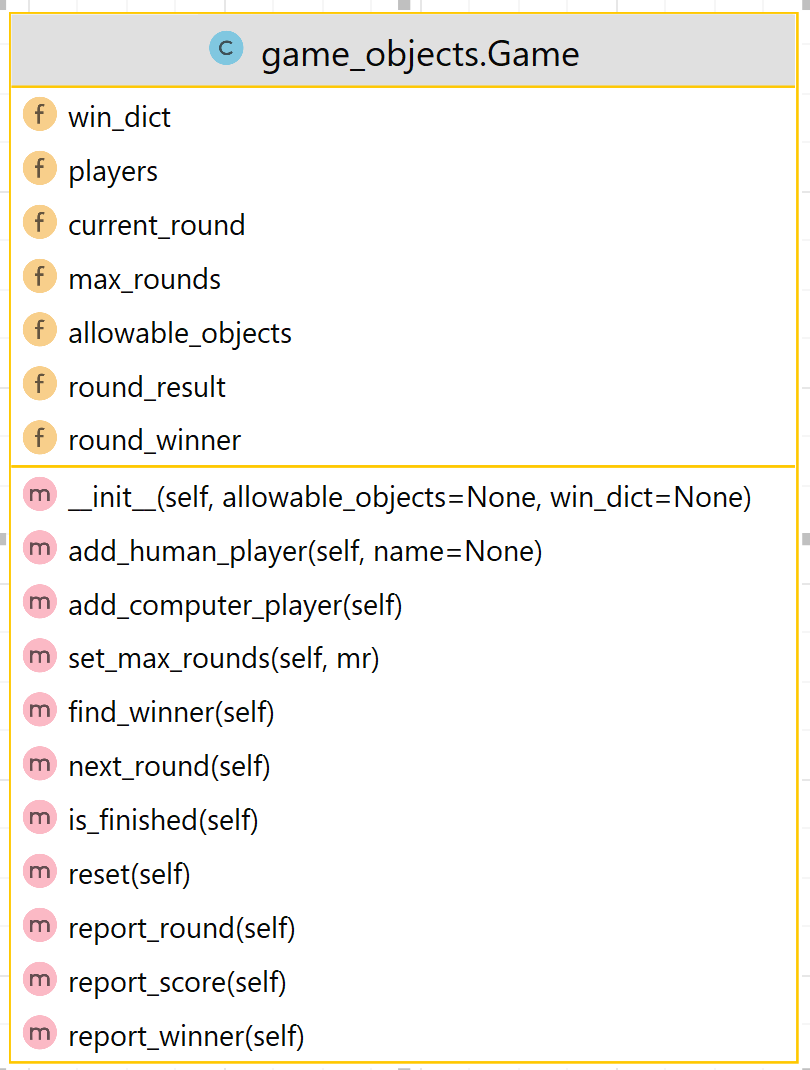 C game_objects.Game
f win_dict
f players
f current_round
f max_rounds
f allowable_objects
f round_result
f round_winner
m __init__(self, allowable_objects=None, win_dict=None)
m add_human_player(self, name=None)
m add_computer_player(self)
m set_max_rounds(self, mr)
m find_winner(self)
m next_round(self)
m is_finished(self)
m reset(self)
m report_round(self)
m report_score(self)
m report_winner(self)